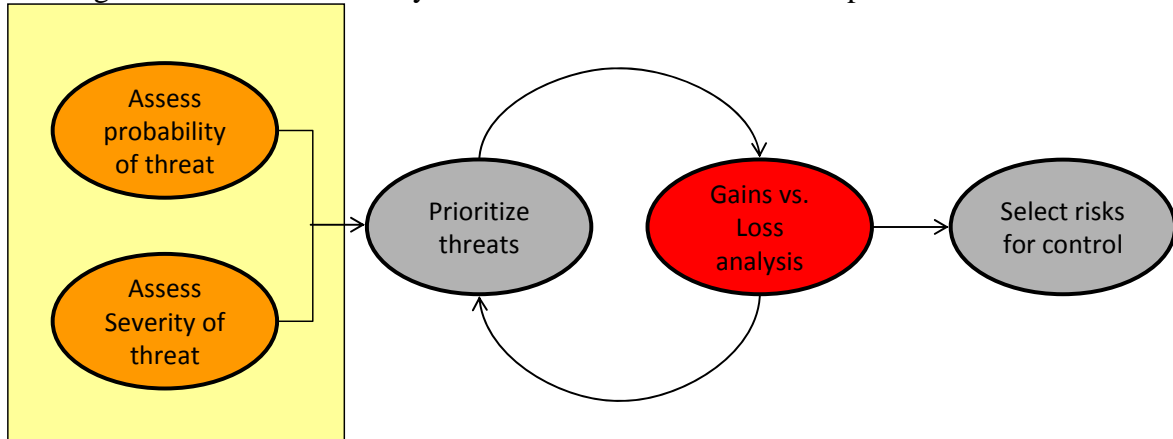 Assess
probability
of threat
Assess
Severity of
threat
Prioritize
threats
Gains vs.
Loss
analysis
Select risks
for control